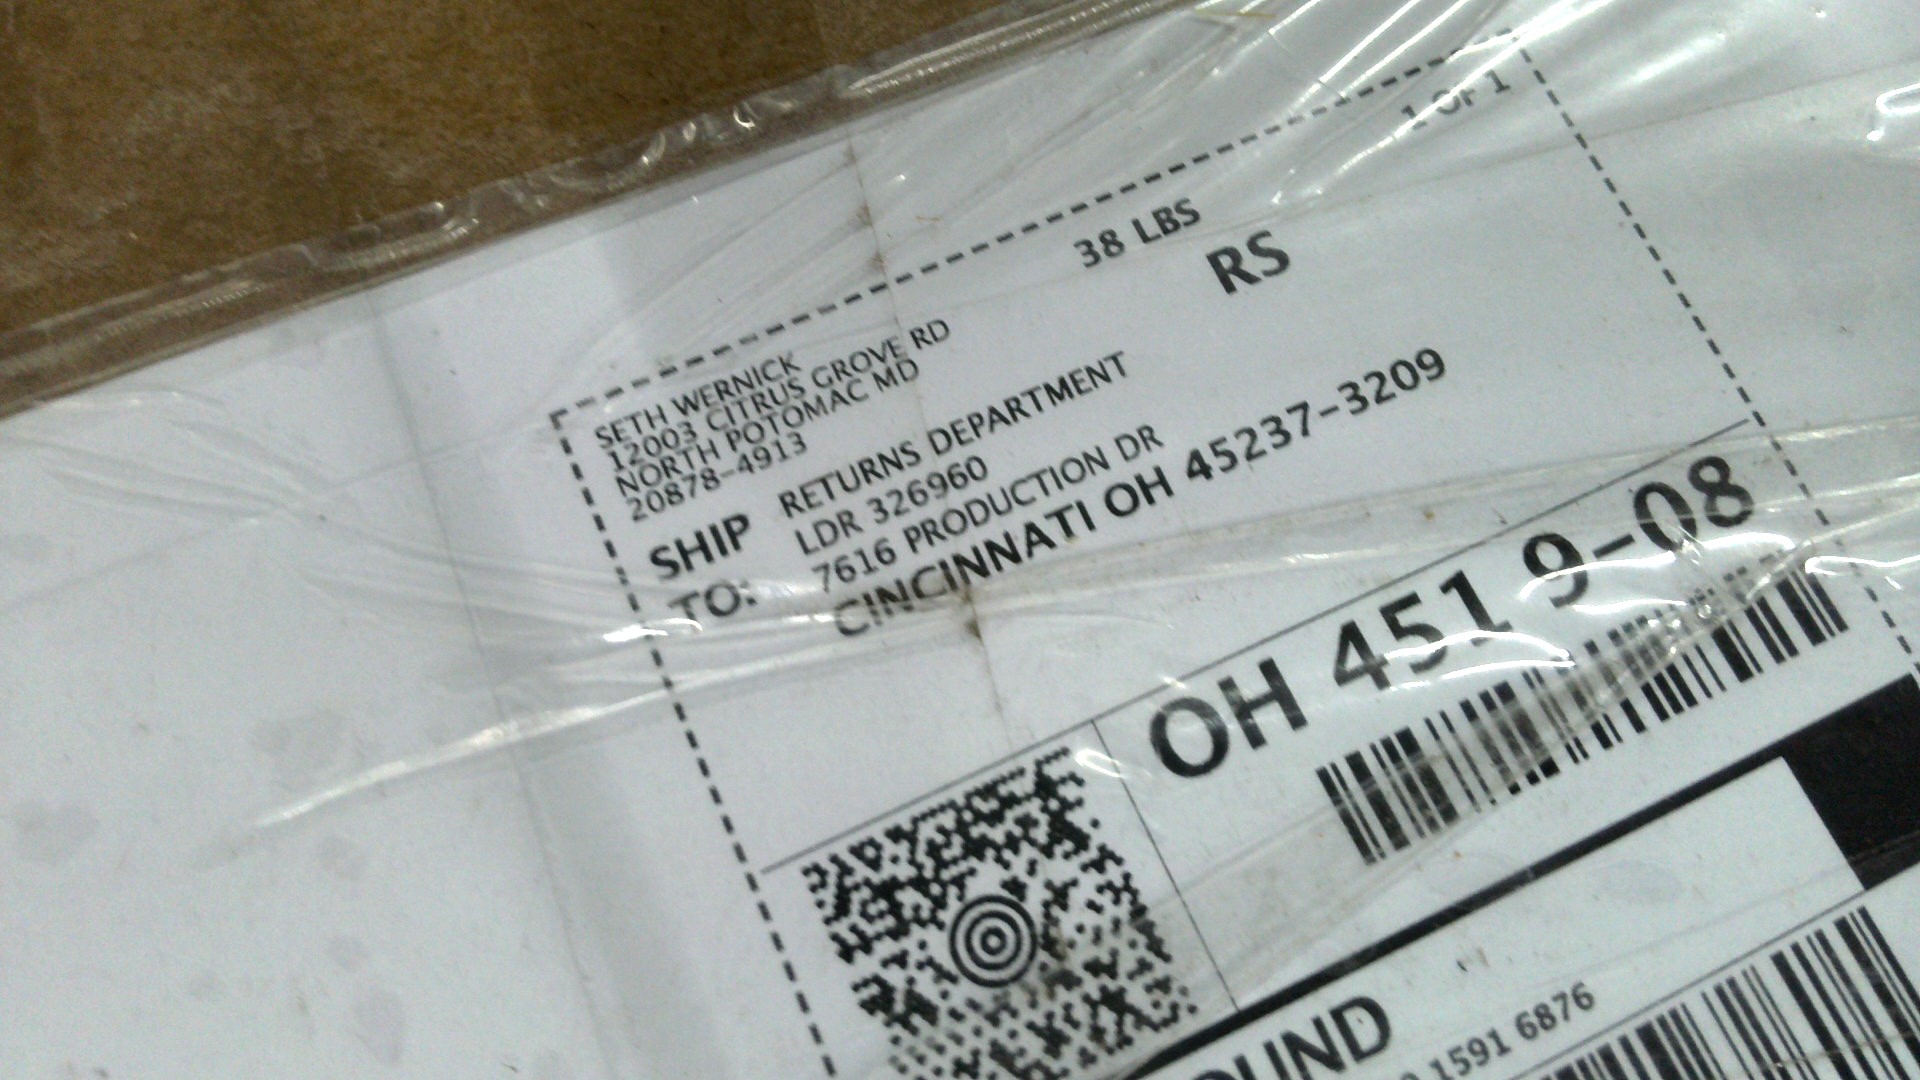 1 OF 1
38 LBS
RS
SETH WERNICK
12003 CITRUS GROVE RD
NORTH POTOMAC MD
20878-4913
SHIP
TO:
RETURNS DEPARTMENT
LDR 326960
7616 PRODUCTION DR
CINCINNATI OH 45237-3209
OH 451 9-08
1591 6876